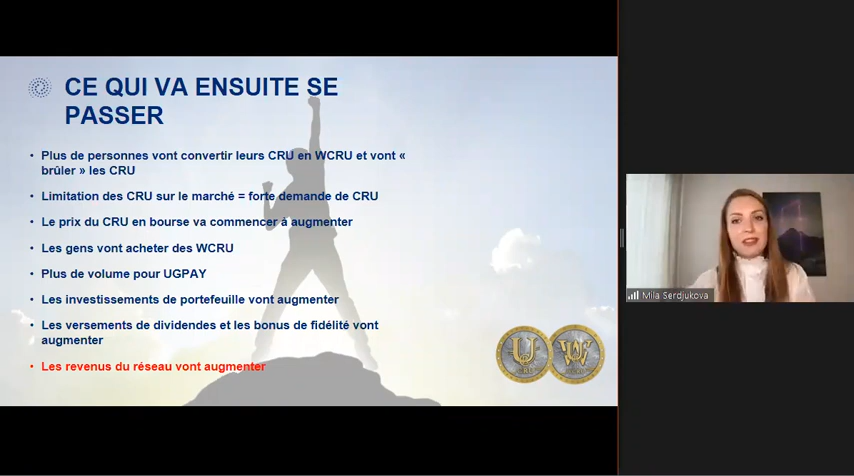 CE QUI VA ENSUITE SE
PASSER
• Plus de personnes vont convertir leurs CRU en WCRU et vont «
brûler » les CRU
• Limitation des CRU sur le marché = forte demande de CRU
• Le prix du CRU en bourse va commencer à augmenter
• Les gens vont acheter des WCRU
• Plus de volume pour UGPAY
• Les investissements de portefeuille vont augmenter
• Les versements de dividendes et les bonus de fidélité vont
augmenter
• Les revenus du réseau vont augmenter
CRU
Mila Serdjukova